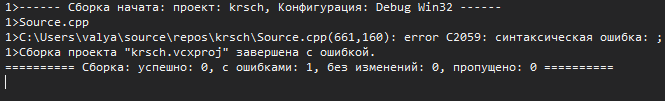 1>------ Сборка начата: проект: krsch, Конфигурация: Debug Win32 ------
1>Source.cpp
1>C:\Users\valya\source\repos\krsch\Source.cpp(661,160): error C2059: синтаксическая ошибка: ;
1>Сборка проекта "krsch.vcxproj" завершена с ошибкой.
========== Сборка: успешно: 0, с ошибками: 1, без изменений: 0, пропущено: 0 ==========